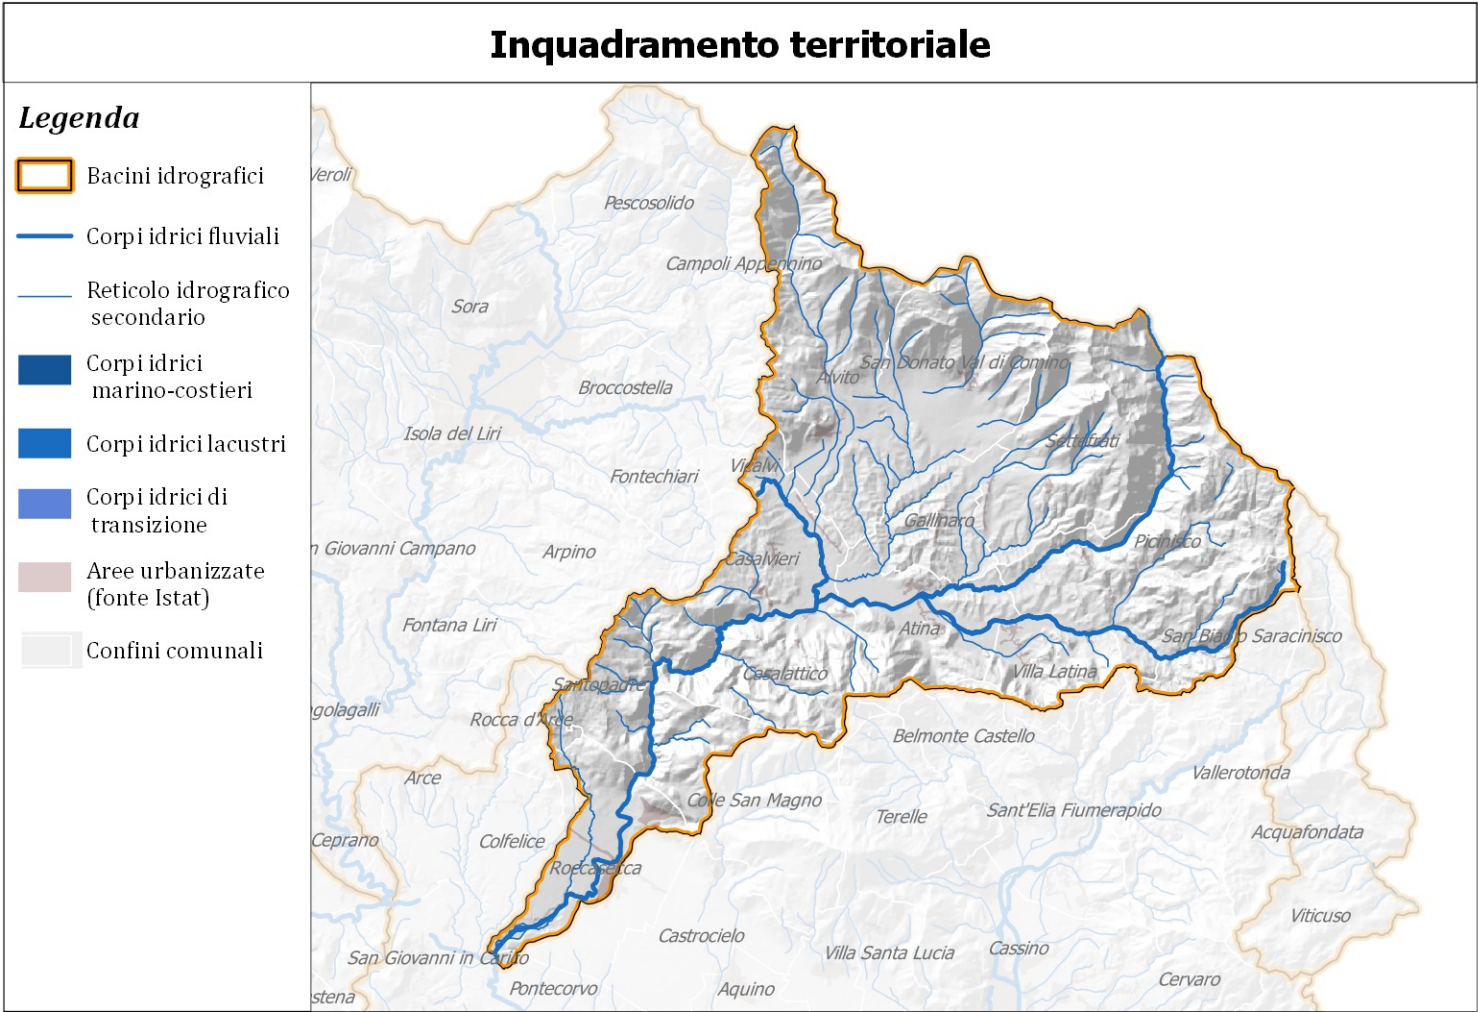 Inquadramento territoriale
Legenda
Bacini idrografici
Corpi idrici fluviali
Reticolo idrografico
secondario
Corpi idrici
marino-costieri
Corpi idrici lacustri
Corpi idrici di
transizione
Aree urbanizzate
(fonte Istat)
Confini comunali
Veroli
Pescosolido
Campoli Appennino
Sora
San Donato Val di Comino
Alvito
Broccostella
Isola del Liri
Settefrati
Vicalvi
Fontechiari
Gallinaro
Picinisco
n Giovanni Campano
Arpino
Casalvieri
Fontana Liri
Atina
San Biagio Saracinisco
Villa Latina
Casalattico
Santopadre
ngolagalli
Rocca d'Arce
Belmonte Castello
Arce
Vallerotonda
Colle San Magno
Terelle
Sant'Elia Fiumerapido
Ceprano
Colfelice
Acquafondata
Roccasecca
Viticuso
Castrocielo
San Giovanni in Carico
Villa Santa Lucia
Cassino
Pontecorvo
Aquino
Cervaro
stena